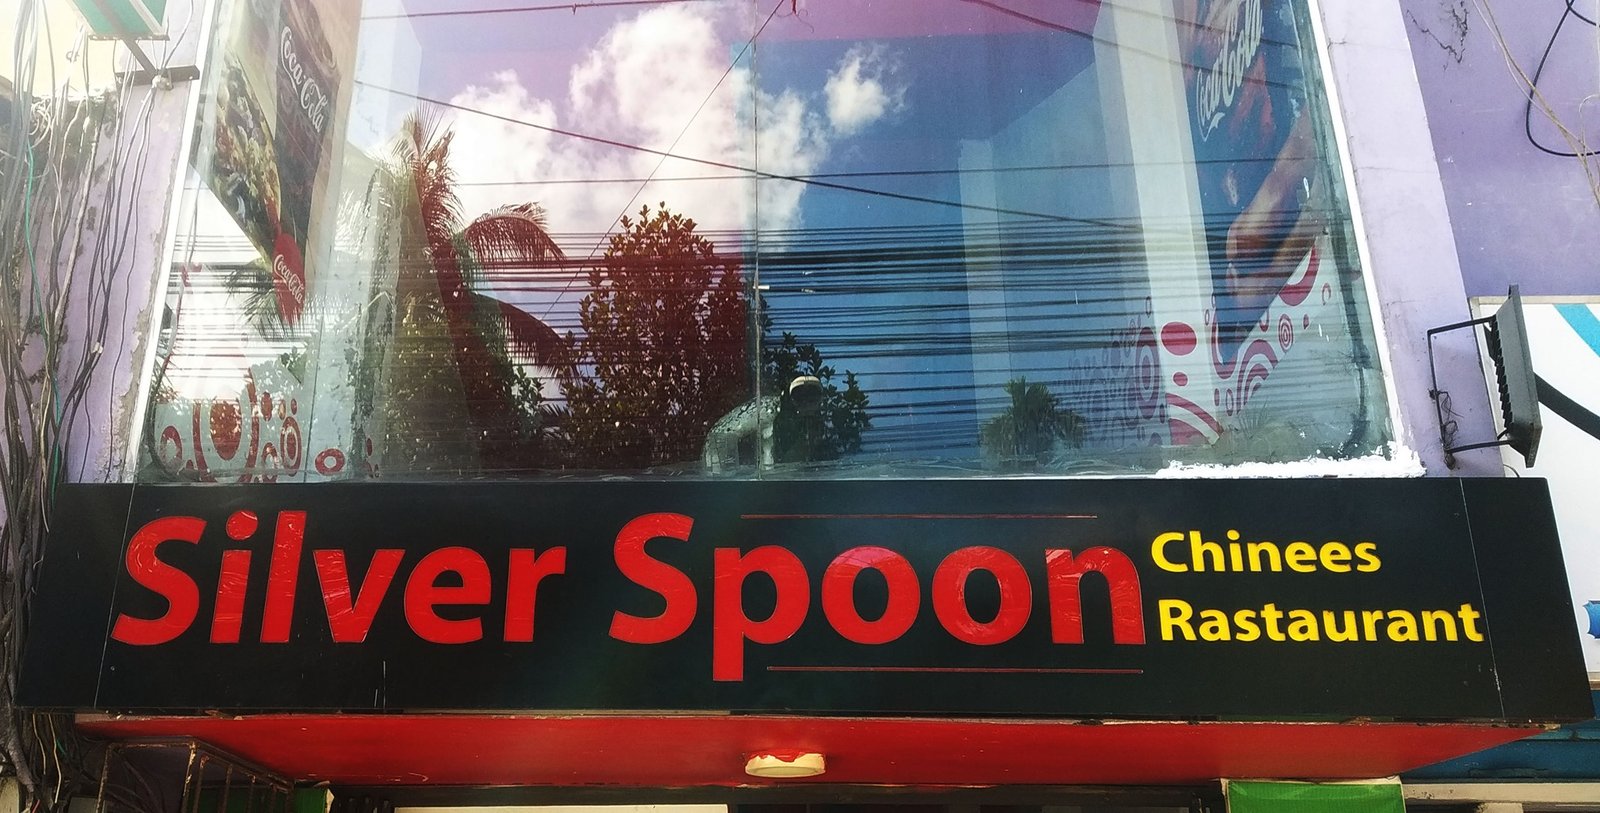 Coca-Cola
Coca-Cola
Coca-Cola
Silver Spoon
Chinees
Rastaurant